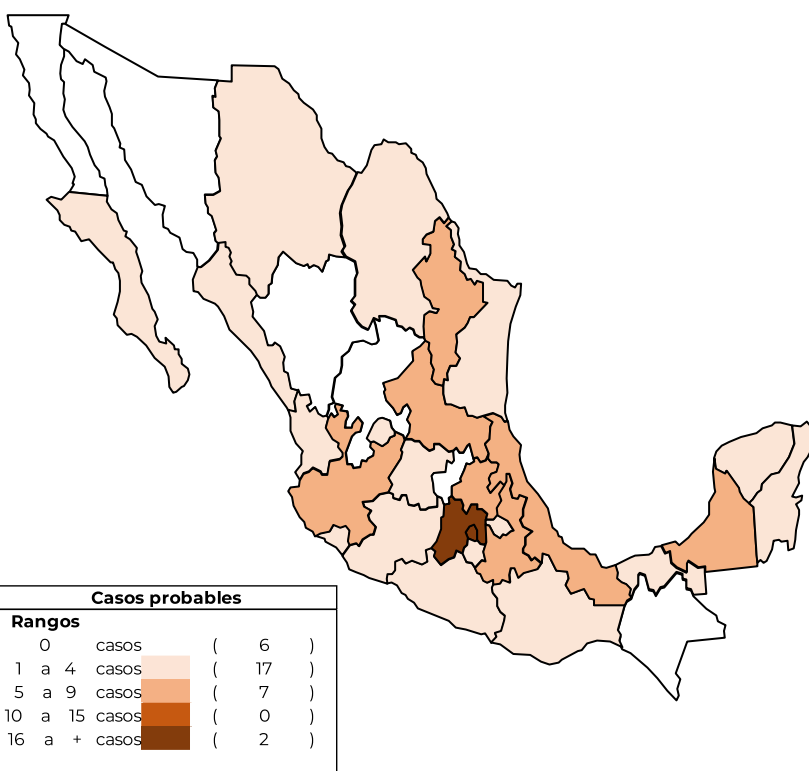 Casos probables
Rangos
0 casos ( 6 )
1 a 4 casos ( 17 )
5 a 9 casos ( 7 )
10 a 15 casos ( 0 )
16 a + casos ( 2 )